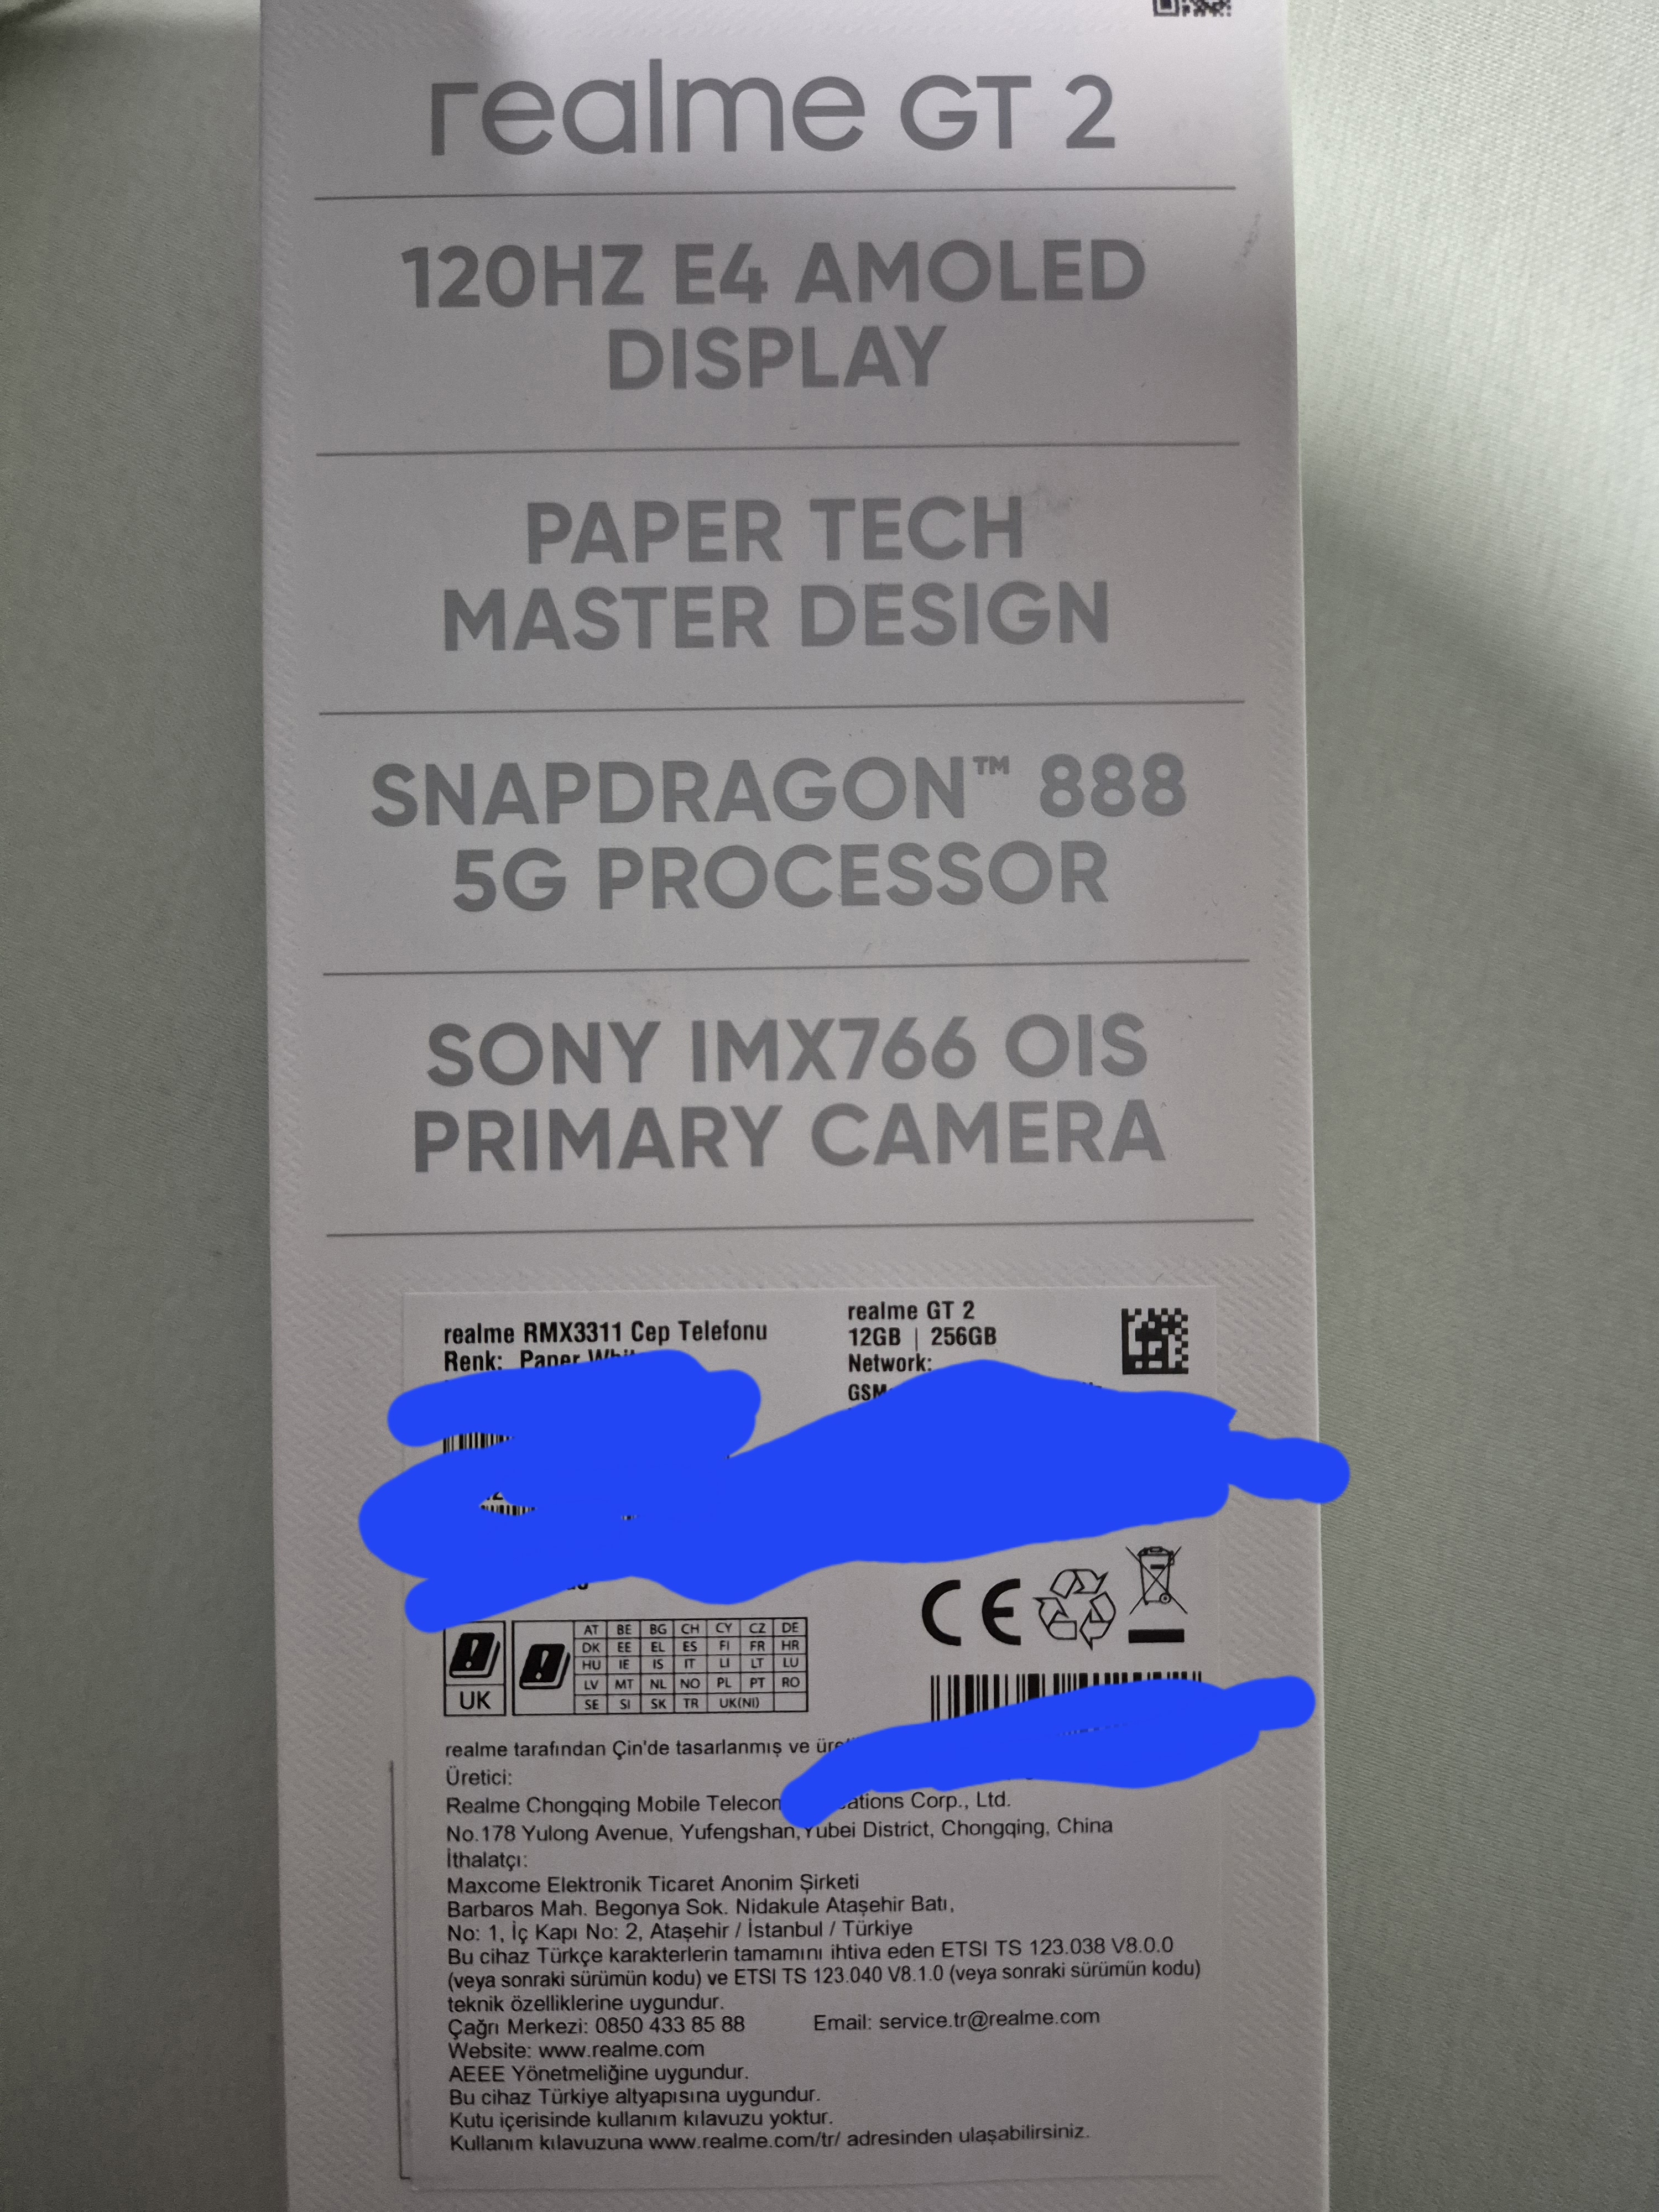 realme GT 2
120HZ E4 AMOLED
DISPLAY
PAPER TECH
MASTER DESIGN
SNAPDRAGON™ 888
5G PROCESSOR
SONY IMX766 OIS
PRIMARY CAMERA
realme RMX3311 Cep Telefonu
Renk: Paper
realme GT 2
12GB | 256GB
Network:
GSM
CE
UK
AT BE BG CH CY CZ DE
DK EE EL ES FI FR HR
HU IE IS IT LI LT LU
LV MT NL NO PL PT RO
SE SI SK TR UK(NI)
realme tarafından Çin'de tasarlanmış ve
Üretici:
Realme Chongqing Mobile Corp., Ltd.
No.178 Yulong Avenue, Yufengshan,Yubei District, Chongqing, China
İthalatçı:
Maxcome Elektronik Ticaret Anonim Şirketi
Barbaros Mah. Begonya Sok. Nidakule Ataşehir Batı,
No: 1, İç Kapı No: 2, Ataşehir / İstanbul / Türkiye
Bu cihaz Türkçe karakterlerin tamamını ihtiva eden ETSI TS 123.038 V8.0.0
(veya sonraki sürümün kodu) ve ETSI TS 123.040 V8.1.0 (veya sonraki sürümün kodu)
teknik özelliklerine uygundur.
Çağrı Merkezi: 0850 433 85 88 Email: service.tr@realme.com
Website: www.realme.com
AEEE Yönetmeliğine uygundur.
Bu cihaz Türkiye altyapısına uygundur.
Kutu içerisinde kullanım kılavuzu yoktur.
Kullanım kılavuzuna www.realme.com/tr/ adresinden ulaşabilirsiniz.